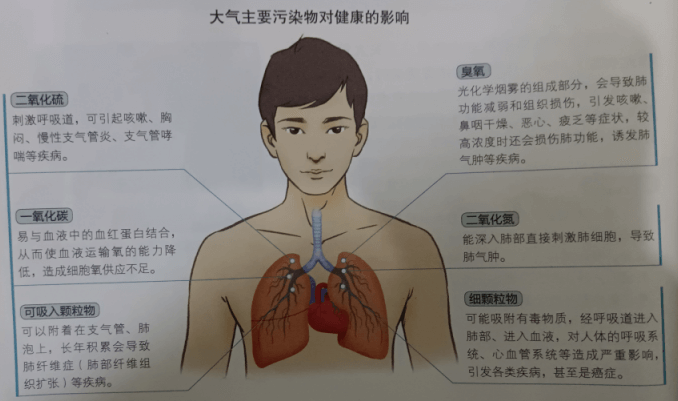 大气主要污染物对健康的影响
二氧化硫
刺激呼吸道，可引起咳嗽、胸
闷、慢性支气管炎、支气管哮
喘等疾病。
一氧化碳
易与血液中的血红蛋白结合，
从而使血液运输氧的能力降
低，造成细胞氧供应不足。
可吸入颗粒物
可以附着在支气管、肺
泡上，长年积累会导致
肺纤维症（肺部纤维组
织扩张）等疾病。
臭氧
光化学烟雾的组成部分，会导致肺
功能减弱和组织损伤，引发咳嗽、
鼻咽干燥、恶心、疲乏等症状，较
高浓度时还会损伤肺功能，诱发肺
气肿等疾病。
二氧化氮
能深入肺部直接刺激肺细胞，导致
肺气肿。
细颗粒物
可能吸附有毒物质，经呼吸道进入
肺部、进入血液，对人体的呼吸系
统、心血管系统等造成严重影响，
引发各类疾病，甚至是癌症。